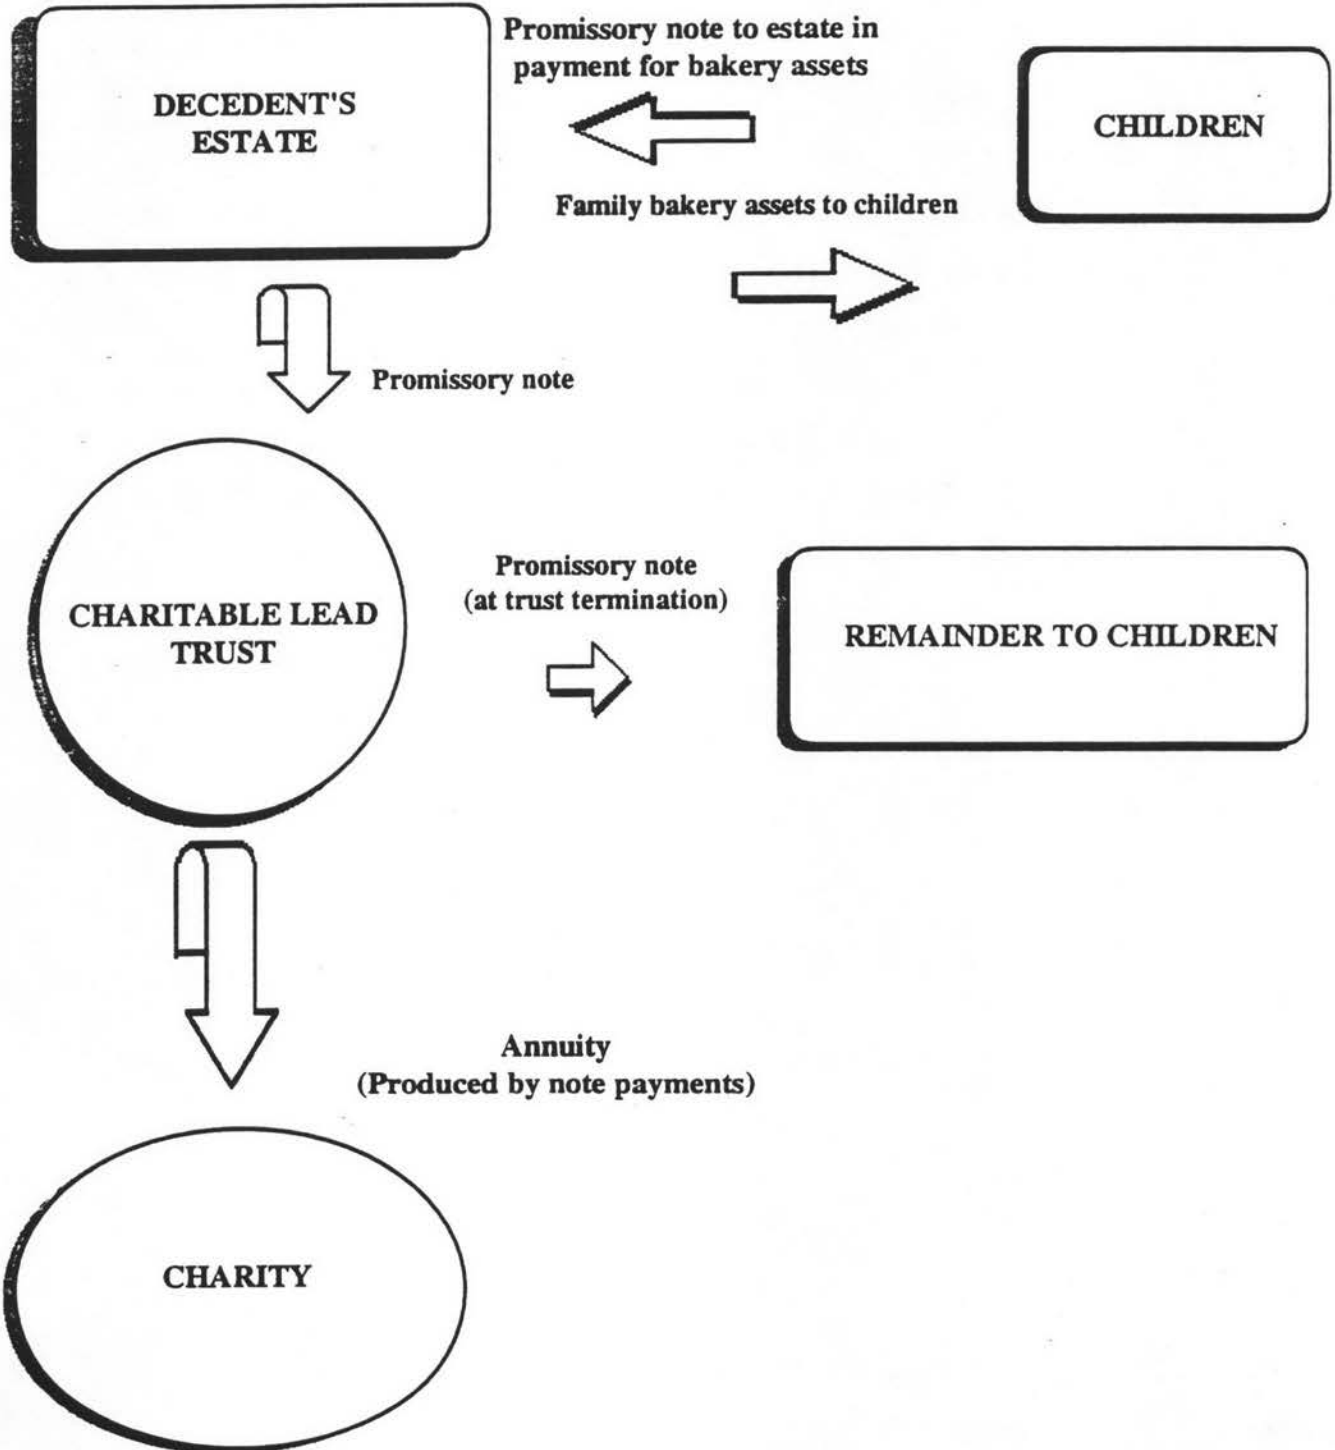 Promissory note to estate in
payment for bakery assets
DECEDENT'S
ESTATE
CHILDREN
Family bakery assets to children
Promissory note
CHARITABLE LEAD
TRUST
Promissory note
(at trust termination)
REMAINDER TO CHILDREN
Annuity
(Produced by note payments)
CHARITY